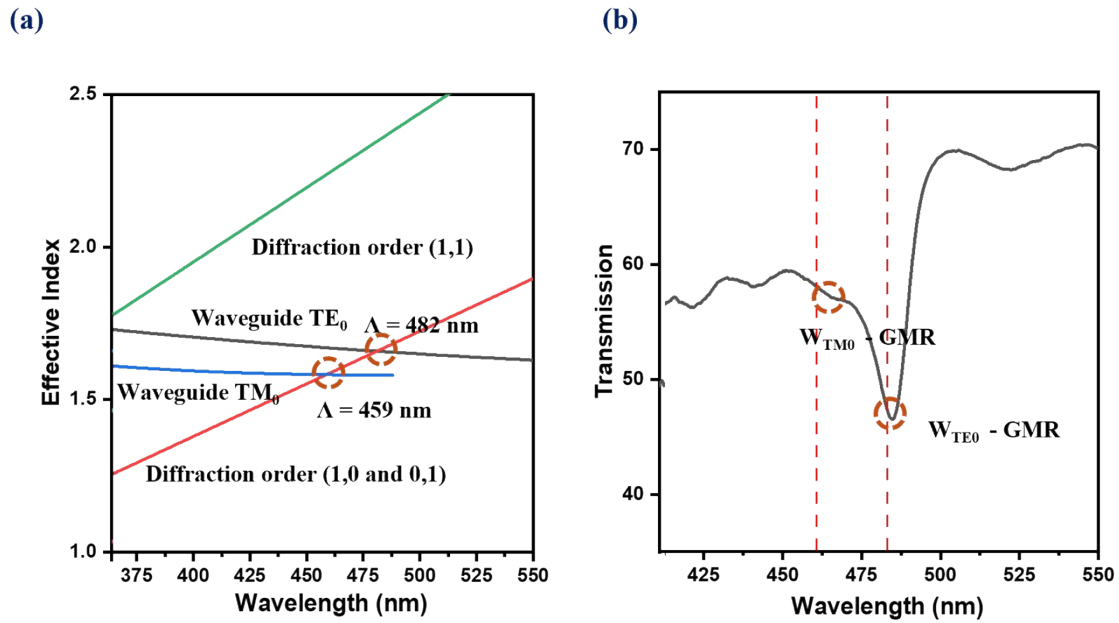 (a)
(b)
2.5
2.0
1.5
1.0
Effective Index
Diffraction order (1,1)
Waveguide TE₀
Λ = 482 nm
Waveguide TM₀
Λ = 459 nm
Diffraction order (1,0 and 0,1)
375 400 425 450 475 500 525 550
Wavelength (nm)
70
60
50
40
Transmission
W_TM0 - GMR
W_TE0 - GMR
425 450 475 500 525 550
Wavelength (nm)